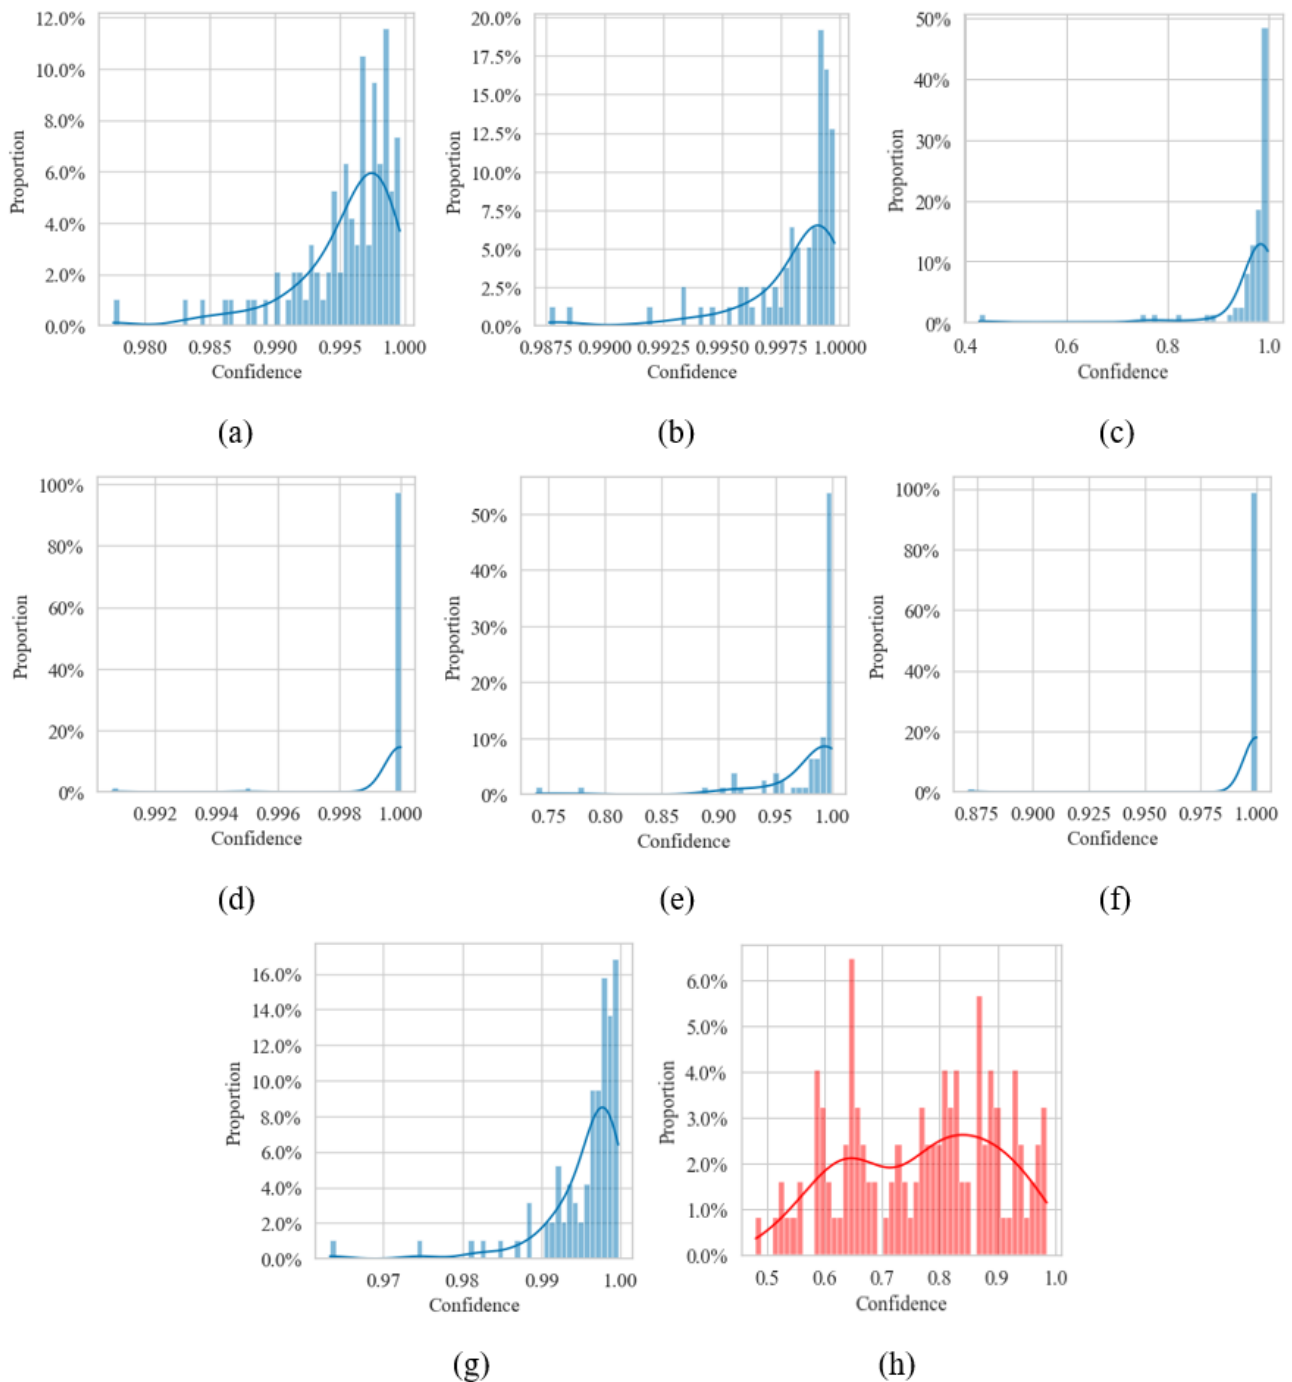 12.0%
10.0%
8.0%
6.0%
4.0%
2.0%
0.0%
Proportion
0.980 0.985 0.990 0.995 1.000
Confidence
(a)
20.0%
17.5%
15.0%
12.5%
10.0%
7.5%
5.0%
2.5%
0.0%
Proportion
0.9875 0.9900 0.9925 0.9950 0.9975 1.0000
Confidence
(b)
50%
40%
30%
20%
10%
0%
Proportion
0.4 0.6 0.8 1.0
Confidence
(c)
100%
80%
60%
40%
20%
0%
Proportion
0.992 0.994 0.996 0.998 1.000
Confidence
(d)
50%
40%
30%
20%
10%
0%
Proportion
0.75 0.80 0.85 0.90 0.95 1.00
Confidence
(e)
100%
80%
60%
40%
20%
0%
Proportion
0.875 0.900 0.925 0.950 0.975 1.000
Confidence
(f)
16.0%
14.0%
12.0%
10.0%
8.0%
6.0%
4.0%
2.0%
0.0%
Proportion
0.97 0.98 0.99 1.00
Confidence
(g)
6.0%
5.0%
4.0%
3.0%
2.0%
1.0%
0.0%
Proportion
0.5 0.6 0.7 0.8 0.9 1.0
Confidence
(h)